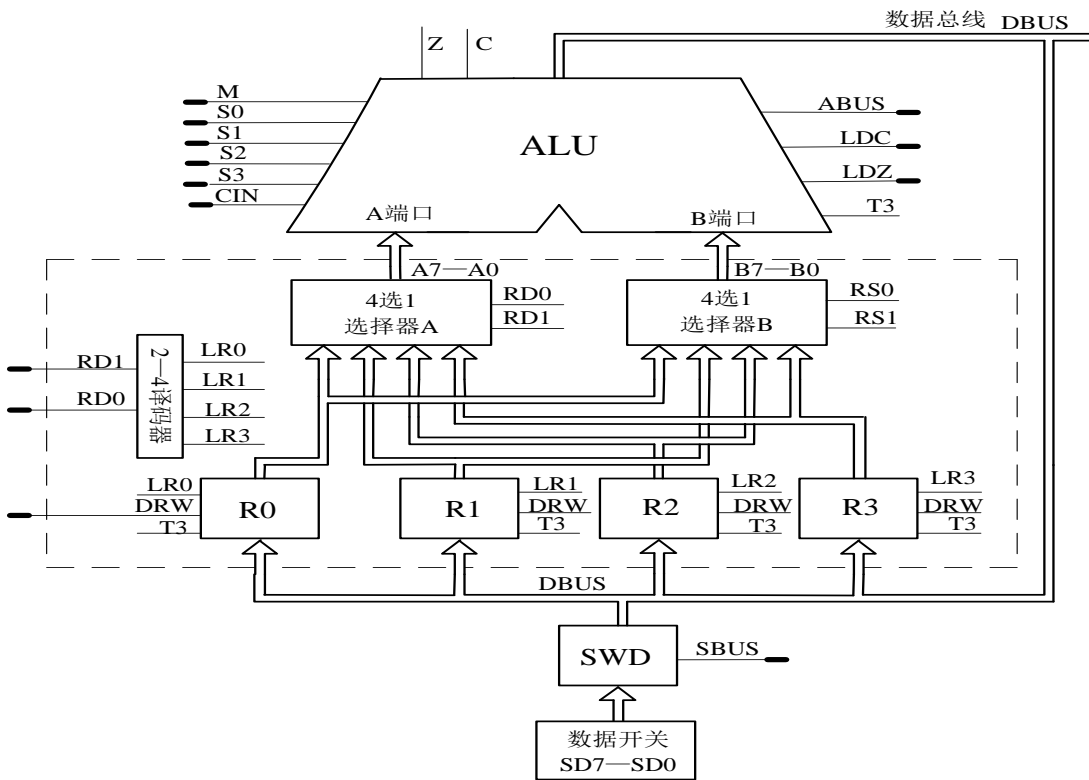 数据总线 DBUS
Z
C
M
S0
S1
S2
S3
CIN
ALU
ABUS
LDC
LDZ
T3
A端口
B端口
A7—A0
B7—B0
4选1
选择器A
RD0
RD1
4选1
选择器B
RS0
RS1
RD1
RD0
2—4译码器
LR0
LR1
LR2
LR3
LR0
DRW
T3
R0
R1
LR1
DRW
T3
R2
LR2
DRW
T3
R3
LR3
DRW
T3
DBUS
SWD
SBUS
数据开关
SD7—SD0